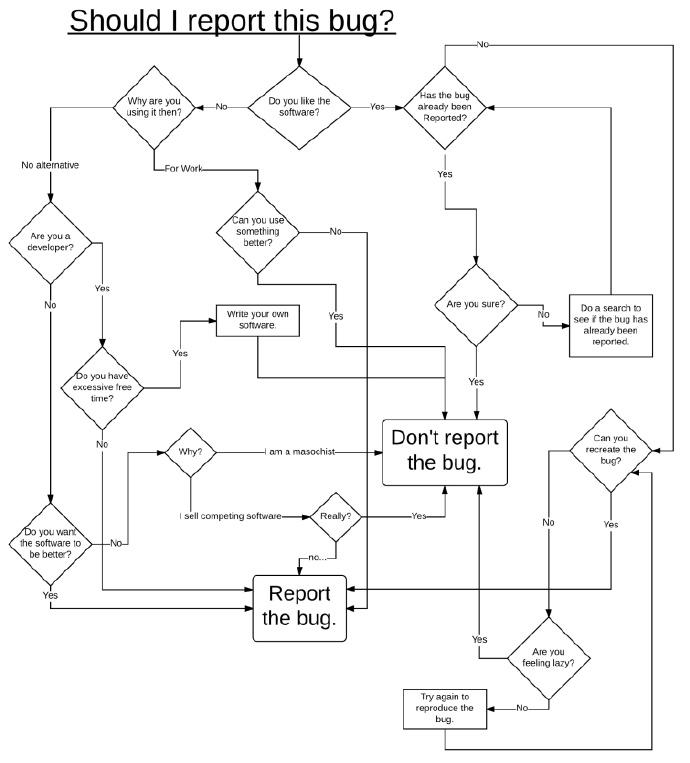 Should I report this bug?
No
Why are you
using it then?
No
Do you like the
software?
Yes
Has the bug
already been
Reported?
No alternative
For Work
Yes
Are you a
developer?
Can you use
something
better?
No
Yes
No
Yes
Are you sure?
No
Do a search to
see if the bug has
already been
reported.
Write your own
software.
Yes
Yes
Do you have
excessive free
time?
Yes
No
Why?
I am a masochist
Don't report
the bug.
Can you
recreate the
bug?
I sell competing software
Really?
Yes
No
Yes
Do you want
the software to
be better?
No
no...
Yes
Report
the bug.
Yes
Are you
feeling lazy?
Try again to
reproduce the
bug.
No